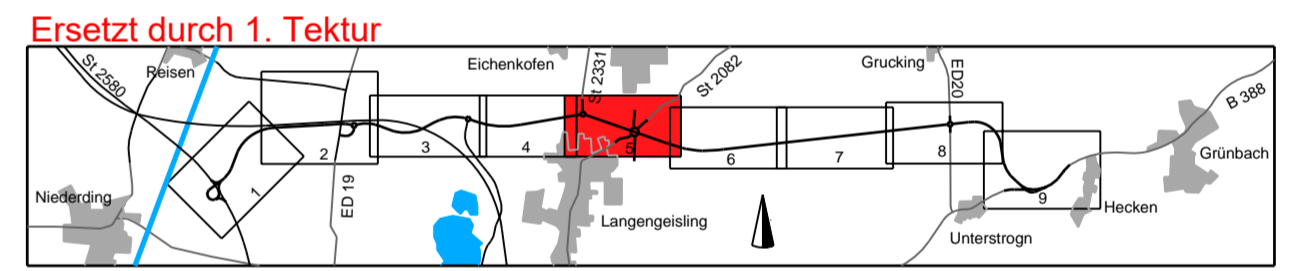 Ersetzt durch 1. Tektur
St 2580
Reisen
Eichenkofen
St 2331
St 2082
Grucking
ED20
B 388
Grünbach
Niederding
1
2
ED 19
3
4
5
6
7
8
9
Langengeisling
Unterstrogn
Hecken